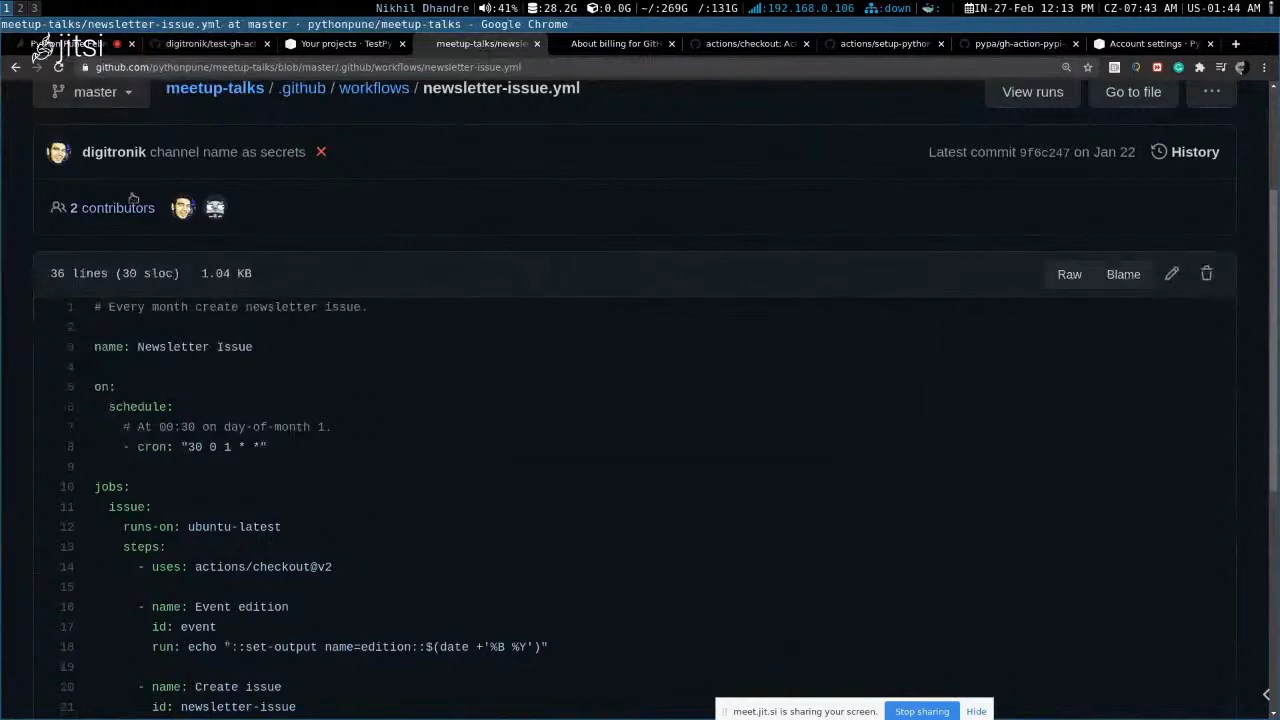 1 2 3 Nikhil Dhandre 41% 28.2G 0.0G ~/:269G /:131G 192.168.0.106 :down IN-27-Feb 12:13 PM CZ-07:43 AM US-01:44 AM
meetup-talks/newsletter-issue.yml at master · pythonpune/meetup-talks - Google Chrome
jitsi
digitronik/test-gh-ac
Your projects · TestPy
meetup-talks/newsle
About billing for GitH
actions/checkout: Act
actions/setup-python
pypa/gh-action-pypi-
Account settings · Py
github.com/pythonpune/meetup-talks/blob/master/.github/workflows/newsletter-issue.yml
master meetup-talks / .github / workflows / newsletter-issue.yml View runs Go to file ...
digitronik channel name as secrets Latest commit 9f6c247 on Jan 22 History
2 contributors
36 lines (30 sloc) 1.04 KB Raw Blame
1 # Every month create newsletter issue.
2
3 name: Newsletter Issue
4
5 on:
6 schedule:
7 # At 00:30 on day-of-month 1.
8 - cron: "30 0 1 * *"
9
10 jobs:
11 issue:
12 runs-on: ubuntu-latest
13 steps:
14 - uses: actions/checkout@v2
15
16 - name: Event edition
17 id: event
18 run: echo "::set-output name=edition::$(date +'%B %Y')"
19
20 - name: Create issue
21 id: newsletter-issue
meet.jit.si is sharing your screen. Stop sharing Hide